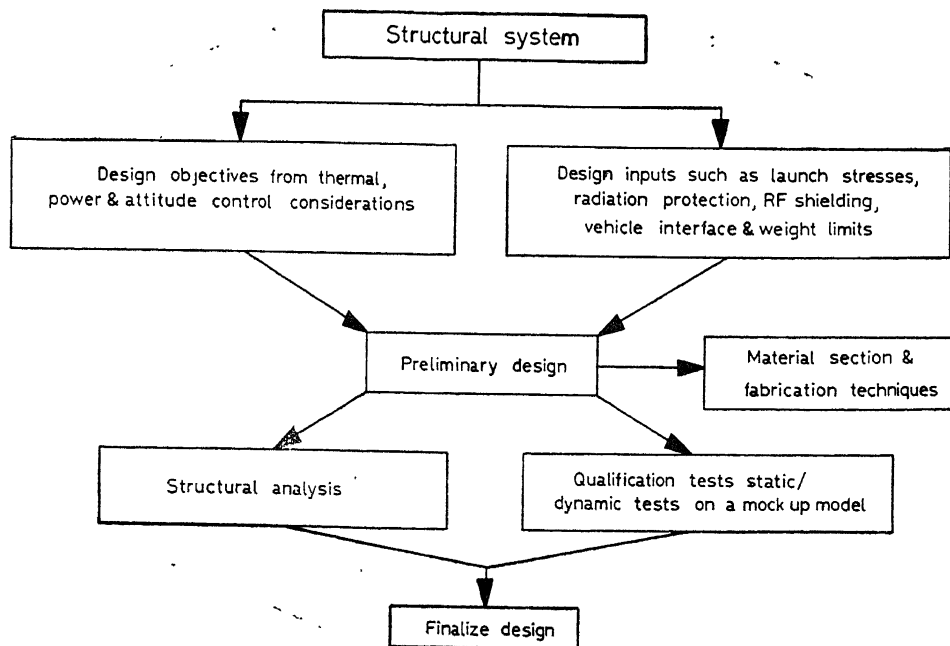 Structural system
Design objectives from thermal,
power & attitude control considerations
Design inputs such as launch stresses,
radiation protection, RF shielding,
vehicle interface & weight limits
Preliminary design
Material section &
fabrication techniques
Structural analysis
Qualification tests static/
dynamic tests on a mock up model
Finalize design